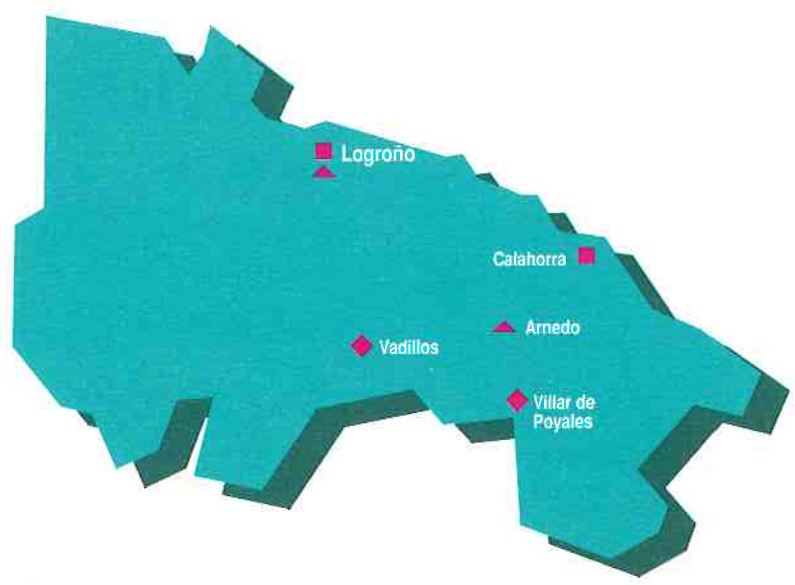 Logroño
Calahorra
Arnedo
Vadillos
Villar de
Poyales